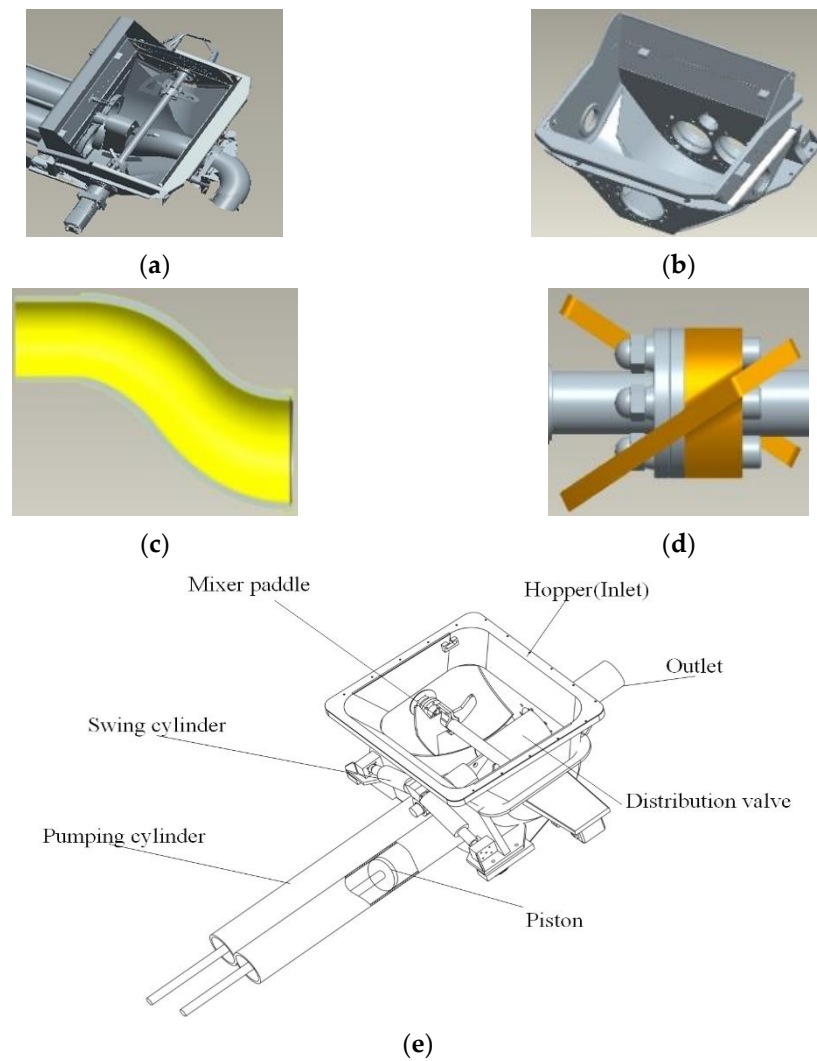 (a)
(b)
(c)
(d)
Mixer paddle
Hopper(Inlet)
Outlet
Swing cylinder
Distribution valve
Pumping cylinder
Piston
(e)